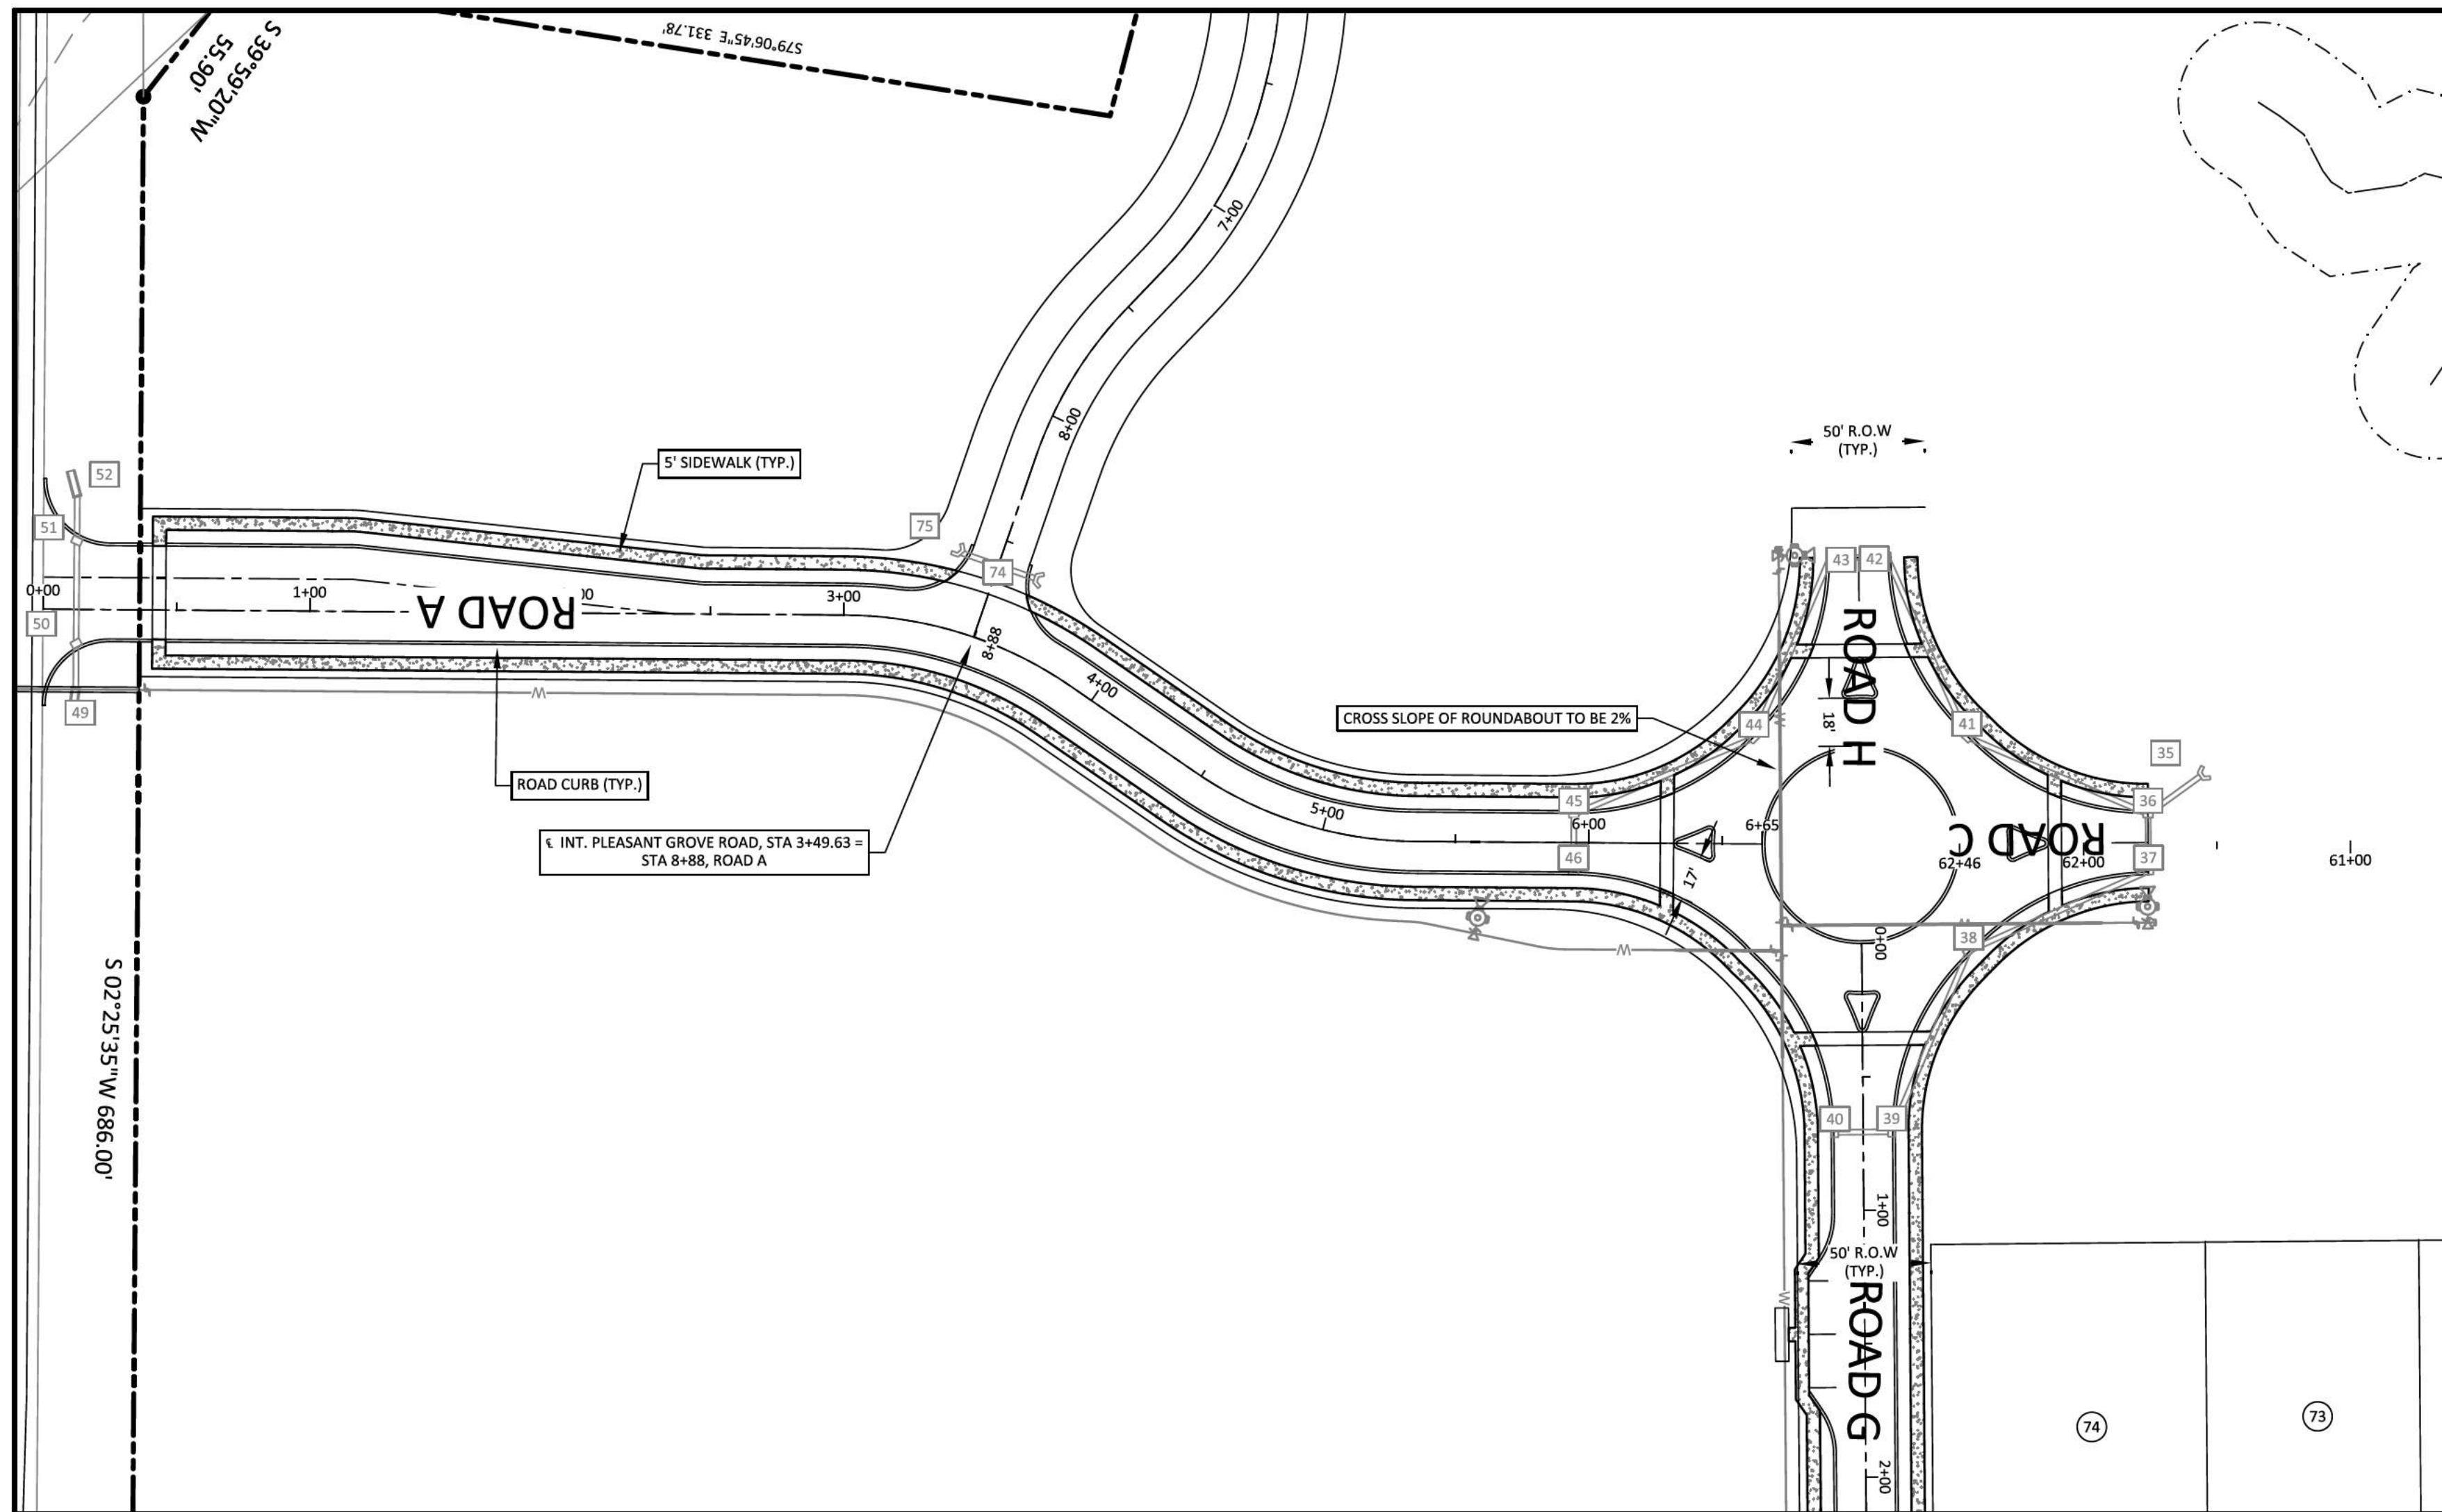 S 39°59'20"W
55.90'
S79°06'45"E 331.78'
7+00
8+00
50' R.O.W
(TYP.)
5' SIDEWALK (TYP.)
52
51
75
74
43
42
0+00
1+00
3+00
ROAD A
50
49
8+88
4+00
ROAD H
CROSS SLOPE OF ROUNDABOUT TO BE 2%
44
18'
41
35
ROAD CURB (TYP.)
45
36
5+00
6+00
6+65
ROAD C
62+46
62+00
61+00
46
37
℄ INT. PLEASANT GROVE ROAD, STA 3+49.63 =
STA 8+88, ROAD A
17'
W
W
W
W
W
38
0+00
S 02°25'35"W 686.00'
40
39
1+00
50' R.O.W
(TYP.)
ROAD G
74
73
2+00